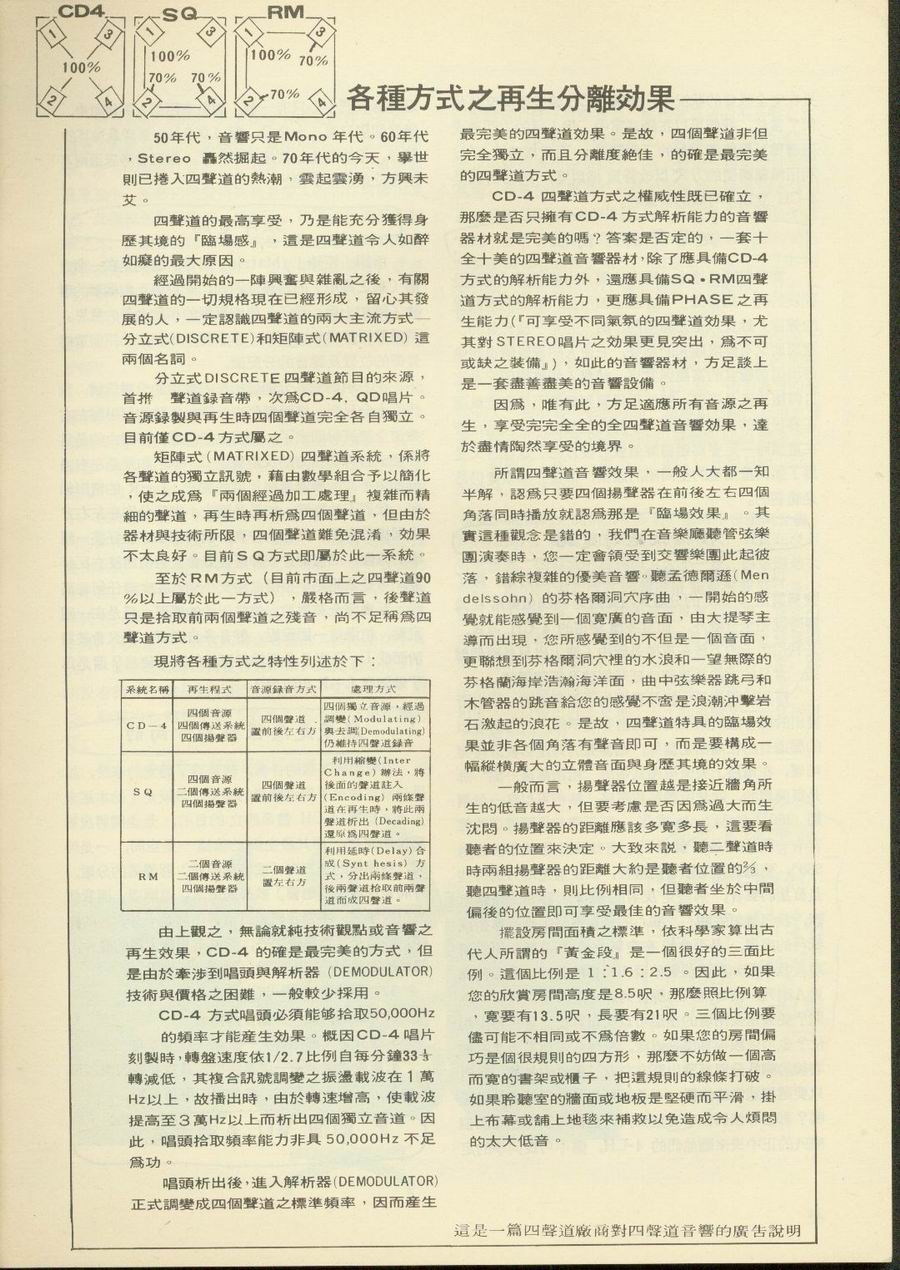 CD4 SQ RM
1 3 1 3 1 3
100% 100% 100% 70%
70% 70% 70%
2 4 2 4 2 4
各種方式之再生分離効果
50年代，音響只是Mono 年代。60年代
，Stereo 轟然掘起。70年代的今天，擧世
則已捲入四聲道的熱潮，雲起雲湧，方興未
艾。
四聲道的最高享受，乃是能充分獲得身
歷其境的『臨場感』，這是四聲道令人如醉
如癡的最大原因。
經過開始的一陣興奮與雜亂之後，有關
四聲道的一切規格現在已經形成，留心其發
展的人，一定認識四聲道的兩大主流方式─
分立式(DISCRETE)和矩陣式(MATRIXED) 這
兩個名詞。
分立式DISCRETE四聲道節目的來源，
首推 聲道録音帶，次爲CD-4, QD唱片。
音源録製與再生時四個聲道完全各自獨立。
目前僅CD-4方式屬之。
矩陣式(MATRIXED) 四聲道系統，係將
各聲道的獨立訊號，藉由數學組合予以簡化
，使之成爲『兩個經過加工處理』複雜而精
細的聲道，再生時再析爲四個聲道，但由於
器材與技術所限，四個聲道難免混淆，効果
不太良好。目前SQ方式即屬於此一系統。
至於RM方式（目前市面上之四聲道90
%以上屬於此一方式），嚴格而言，後聲道
只是拾取前兩個聲道之殘音，尚不足稱爲四
聲道方式。
現將各種方式之特性列述於下：
系統名稱 再生程式 音源録音方式 處理方式
CD－4
四個音源
四個傳送系統
四個揚聲器
四個聲道
置前後左右方
四個獨立音源，經過
調變(Modulating)
與去調(Demodulating)
仍維持四聲道録音
SQ
四個音源
二個傳送系統
四個揚聲器
四個聲道
置前後左右方
利用縮變(Inter
Change)辦法，將
後面的聲道註入
(Encoding) 兩條聲
道在再生時，將此兩
聲道析出 (Decading)
還原爲四聲道。
RM
二個音源
二個傳送系統
四個揚聲器
二個聲道
置左右方
利用延時(Delay)合
成(Synt hesis) 方
式，分出兩條聲道，
後兩聲道拾取前兩聲
道而成四聲道。
由上觀之，無論就純技術觀點或音響之
再生效果，CD-4 的確是最完美的方式，但
是由於牽涉到唱頭與解析器 (DEMODULATOR)
技術與價格之困難，一般較少採用。
CD-4 方式唱頭必須能够拾取50,000Hz
的頻率才能産生効果。概因CD-4唱片
刻製時，轉盤速度依1/2.7比例自每分鐘33⅓
轉減低，其複合訊號調變之振盪載波在1 萬
Hz以上，故播出時，由於轉速增高，使載波
提高至3萬Hz以上而析出四個獨立音道。因
此，唱頭拾取頻率能力非具50,000Hz 不足
爲功。
唱頭析出後，進入解析器(DEMODULATOR)
正式調變成四個聲道之標準頻率，因而産生
最完美的四聲道効果。是故，四個聲道非但
完全獨立，而且分離度絶佳，的確是最完美
的四聲道方式。
CD-4 四聲道方式之權威性既已確立，
那麼是否只擁有CD-4方式解析能力的音響
器材就是完美的嗎？答案是否定的，一套十
全十美的四聲道音響器材，除了應具備CD-4
方式的解析能力外，還應具備SQ・RM四聲
道方式的解析能力，更應具備PHASE之再
生能力(『可享受不同氣氛的四聲道効果，尤
其對STEREO唱片之効果更見突出，爲不可
或缺之装備』)，如此的音響器材，方足談上
是一套盡善盡美的音響設備。
因爲，唯有此，方足適應所有音源之再
生，享受完完全全的全四聲道音響効果，達
於盡情陶然享受的境界。
所謂四聲道音響效果，一般人大都一知
半解，認爲只要四個揚聲器在前後左右四個
角落同時播放就認爲那是『臨場效果』。其
實這種觀念是錯的，我們在音樂廳聽管弦樂
團演奏時，您一定會領受到交響樂團此起彼
落，錯綜複雜的優美音響。聽孟德爾遜(Men
delssohn) 的芬格爾洞穴序曲，一開始的感
覺就能感覺到一個寬廣的音面，由大提琴主
導而出現，您所感覺到的不但是一個音面，
更聯想到芬格爾洞穴裡的水浪和一望無際的
芬格蘭海岸浩瀚海洋面，曲中弦樂器跳弓和
木管器的跳音給您的感覺不啻是浪潮沖擊岩
石激起的浪花。是故，四聲道特具的臨場效
果並非各個角落有聲音即可，而是要構成一
幅縱橫廣大的立體音面與身歷其境的效果。
一般而言，揚聲器位置越是接近牆角所
生的低音越大，但要考慮是否因爲過大而生
沈悶。揚聲器的距離應該多寬多長，這要看
聽者的位置來決定。大致來說，聽二聲道時
時兩組揚聲器的距離大約是聽者位置的⅔，
聽四聲道時，則比例相同，但聽者坐於中間
偏後的位置即可享受最佳的音響效果。
擺設房間面積之標準，依科學家算出古
代人所謂的『黃金段』是一個很好的三面比
例。這個比例是 1：1.6：2.5 。因此，如果
您的欣賞房間高度是8.5呎，那麼照比例算
，寬要有13.5呎，長要有21呎。三個比例要
儘可能不相同或不爲倍數。如果您的房間偏
巧是個很規則的四方形，那麼不妨做一個高
而寬的書架或櫃子，把這規則的線條打破。
如果聆聽室的牆面或地板是堅硬而平滑，掛
上布幕或舖上地毯來補救以免造成令人煩悶
的太大低音。
這是一篇四聲道廠商對四聲道音響的廣告說明